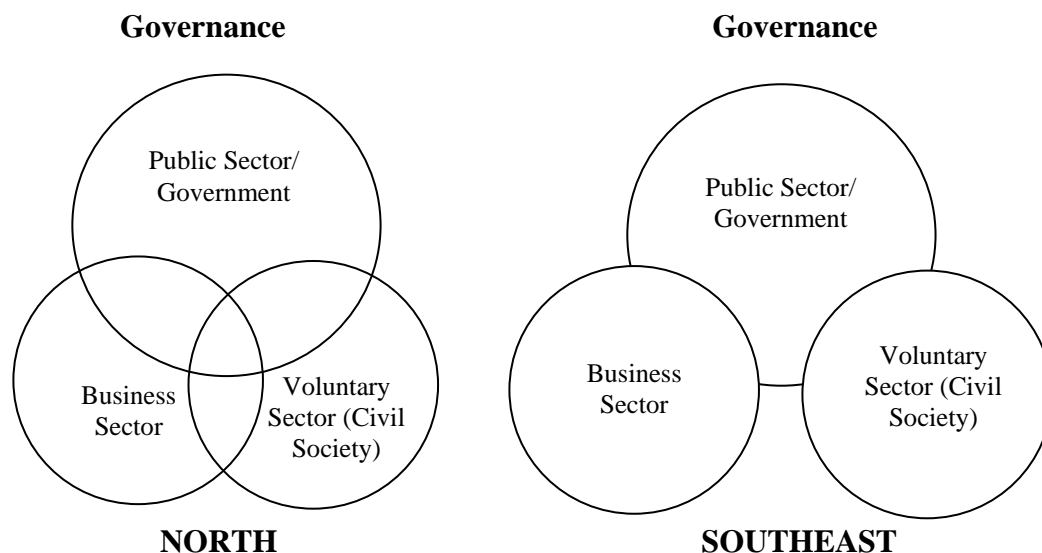 Governance
Public Sector/
Government
Business
Sector
Voluntary
Sector (Civil
Society)
NORTH
Governance
Public Sector/
Government
Business
Sector
Voluntary
Sector (Civil
Society)
SOUTHEAST